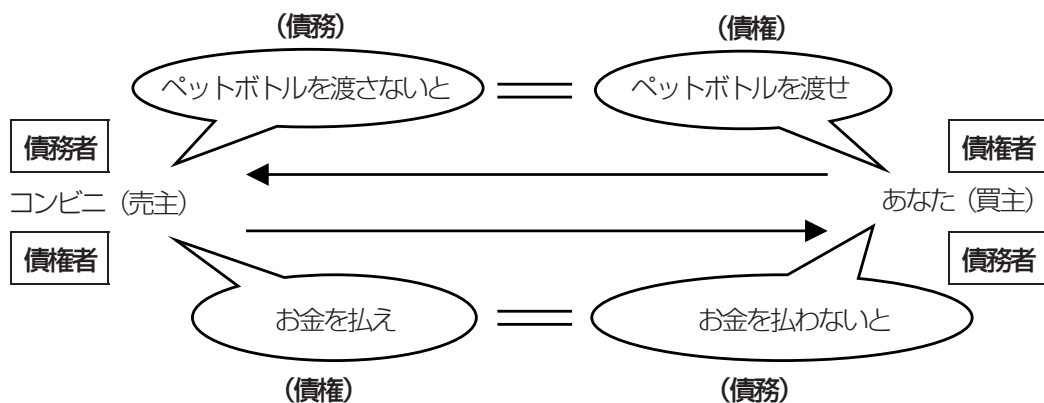 （債務）
（債権）
ペットボトルを渡さないと
ペットボトルを渡せ
債務者
債権者
コンビニ（売主）
あなた（買主）
債権者
債務者
お金を払え
お金を払わないと
（債権）
（債務）